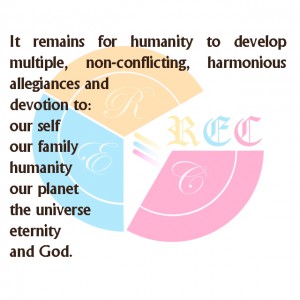 It remains for humanity to develop
multiple, non-conflicting, harmonious
allegiances and
devotion to:
our self
our family
humanity
our planet
the universe
eternity
and God.
R
E
C
REC